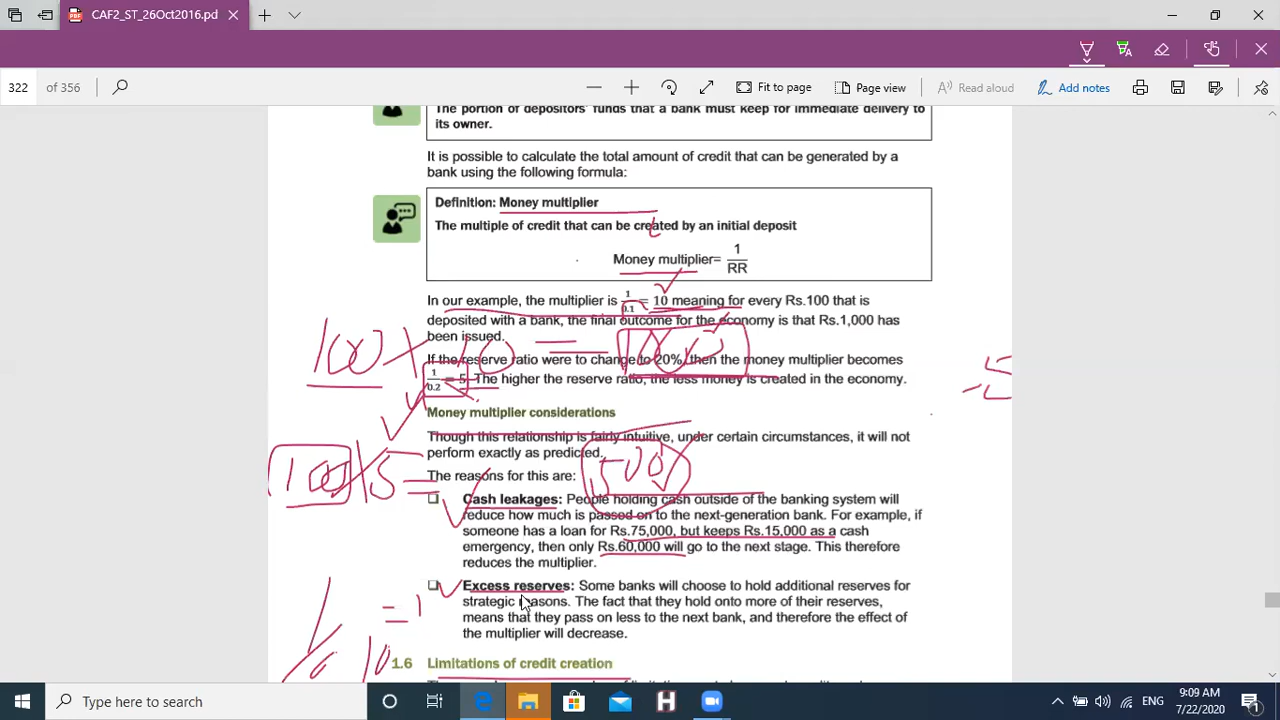 CAF2_ST_26Oct2016.pd
322 of 356
Fit to page
Page view
Read aloud
Add notes
The portion of depositors' funds that a bank must keep for immediate delivery to
its owner.
It is possible to calculate the total amount of credit that can be generated by a
bank using the following formula:
Definition: Money multiplier
The multiple of credit that can be created by an initial deposit
Money multiplier= 1
RR
In our example, the multiplier is 1
0.1 = 10 meaning for every Rs.100 that is
deposited with a bank, the final outcome for the economy is that Rs.1,000 has
been issued.
100 × 10 = 1000
If the reserve ratio were to change to 20%, then the money multiplier becomes
1
0.2 = 5 The higher the reserve ratio, the less money is created in the economy.
Money multiplier considerations
Though this relationship is fairly intuitive, under certain circumstances, it will not
perform exactly as predicted.
100 × 5 = 500
The reasons for this are:
Cash leakages: People holding cash outside of the banking system will
reduce how much is passed on to the next-generation bank. For example, if
someone has a loan for Rs.75,000, but keeps Rs.15,000 as a cash
emergency, then only Rs.60,000 will go to the next stage. This therefore
reduces the multiplier.
Excess reserves: Some banks will choose to hold additional reserves for
strategic reasons. The fact that they hold onto more of their reserves,
means that they pass on less to the next bank, and therefore the effect of
the multiplier will decrease.
1.6 Limitations of credit creation
Type here to search
ENG
9:09 AM
7/22/2020